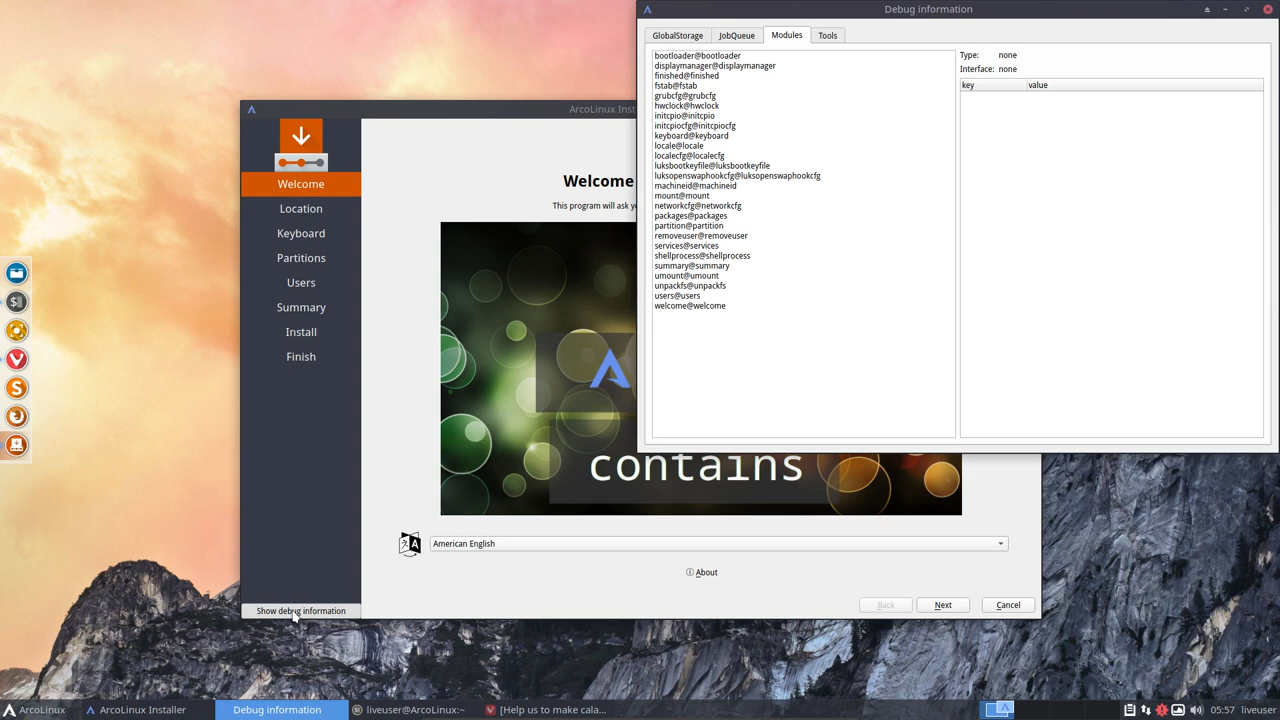 Debug information
GlobalStorage
JobQueue
Modules
Tools
bootloader@bootloader
displaymanager@displaymanager
finished@finished
fstab@fstab
grubcfg@grubcfg
hwclock@hwclock
initcpio@initcpio
initcpiocfg@initcpiocfg
keyboard@keyboard
locale@locale
localecfg@localecfg
luksbootkeyfile@luksbootkeyfile
luksopenswaphookcfg@luksopenswaphookcfg
machineid@machineid
mount@mount
networkcfg@networkcfg
packages@packages
partition@partition
removeuser@removeuser
services@services
shellprocess@shellprocess
summary@summary
umount@umount
unpackfs@unpackfs
users@users
welcome@welcome
Type: none
Interface: none
key value
ArcoLinux Inst
Welcome
Location
Keyboard
Partitions
Users
Summary
Install
Finish
Show debug information
Welcome
This program will ask y
contains
American English
About
Back
Next
Cancel
ArcoLinux
ArcoLinux Installer
Debug information
liveuser@ArcoLinux:~
[Help us to make cala...
05:57
liveuser